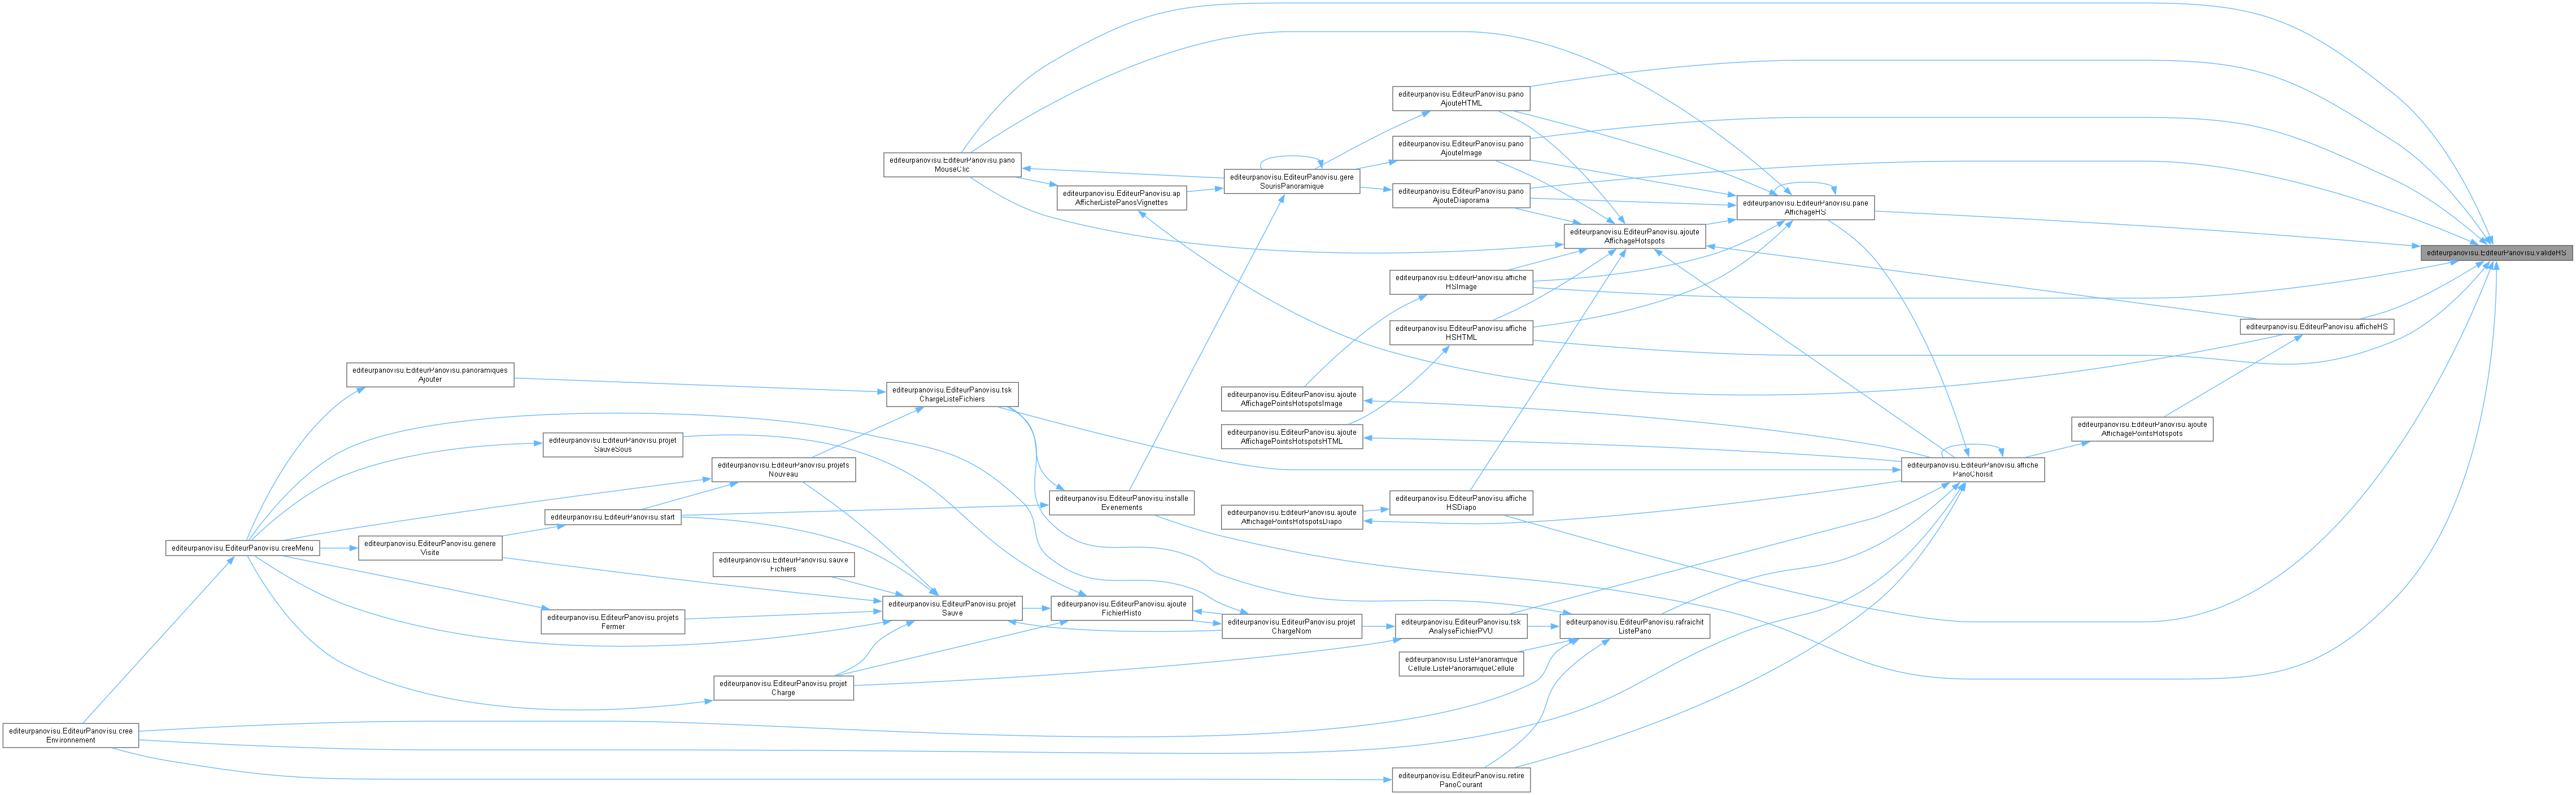 editeurpanovisu.EditeurPanovisu.pano
AjouteHTML
editeurpanovisu.EditeurPanovisu.pano
AjouteImage
editeurpanovisu.EditeurPanovisu.pano
MouseClic
editeurpanovisu.EditeurPanovisu.gere
SourisPanoramique
editeurpanovisu.EditeurPanovisu.ap
AfficherListePanosVignettes
editeurpanovisu.EditeurPanovisu.pano
AjouteDiaporama
editeurpanovisu.EditeurPanovisu.pane
AffichageHS
editeurpanovisu.EditeurPanovisu.ajoute
AffichageHotspots
editeurpanovisu.EditeurPanovisu.valideHS
editeurpanovisu.EditeurPanovisu.affiche
HSImage
editeurpanovisu.EditeurPanovisu.affiche
HSHTML
editeurpanovisu.EditeurPanovisu.afficheHS
editeurpanovisu.EditeurPanovisu.panoramiques
Ajouter
editeurpanovisu.EditeurPanovisu.tsk
ChargeListeFichiers
editeurpanovisu.EditeurPanovisu.ajoute
AffichagePointsHotspotsImage
editeurpanovisu.EditeurPanovisu.ajoute
AffichagePointsHotspotsHTML
editeurpanovisu.EditeurPanovisu.ajoute
AffichagePointsHotspots
editeurpanovisu.EditeurPanovisu.projet
SauveSous
editeurpanovisu.EditeurPanovisu.projets
Nouveau
editeurpanovisu.EditeurPanovisu.affiche
PanoChoisit
editeurpanovisu.EditeurPanovisu.installe
Evenements
editeurpanovisu.EditeurPanovisu.affiche
HSDiapo
editeurpanovisu.EditeurPanovisu.start
editeurpanovisu.EditeurPanovisu.ajoute
AffichagePointsHotspotsDiapo
editeurpanovisu.EditeurPanovisu.creeMenu
editeurpanovisu.EditeurPanovisu.genere
Visite
editeurpanovisu.EditeurPanovisu.sauve
Fichiers
editeurpanovisu.EditeurPanovisu.projet
Sauve
editeurpanovisu.EditeurPanovisu.ajoute
FichierHisto
editeurpanovisu.EditeurPanovisu.projets
Fermer
editeurpanovisu.EditeurPanovisu.projet
ChargeNom
editeurpanovisu.EditeurPanovisu.tsk
AnalyseFichierPVU
editeurpanovisu.EditeurPanovisu.rafraichit
ListePano
editeurpanovisu.ListePanoramique
Cellule.ListePanoramiqueCellule
editeurpanovisu.EditeurPanovisu.projet
Charge
editeurpanovisu.EditeurPanovisu.cree
Environnement
editeurpanovisu.EditeurPanovisu.retire
PanoCourant